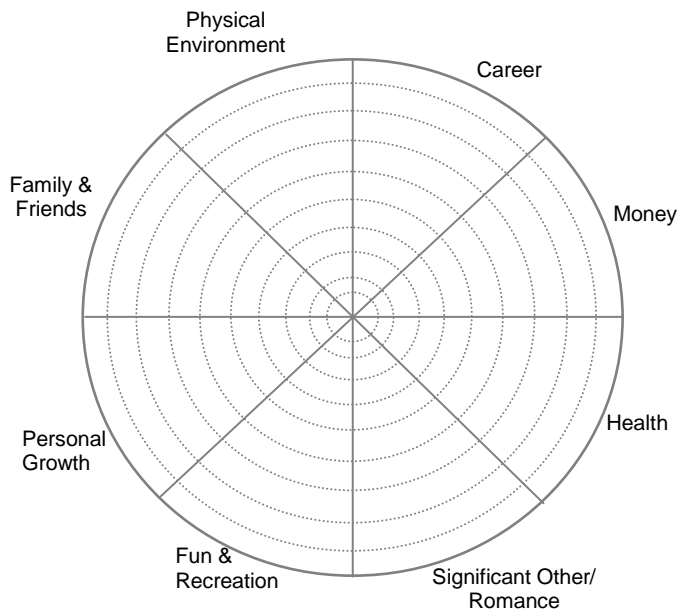 Physical
Environment
Career
Family &
Friends
Money
Personal
Growth
Health
Fun &
Recreation
Significant Other/
Romance